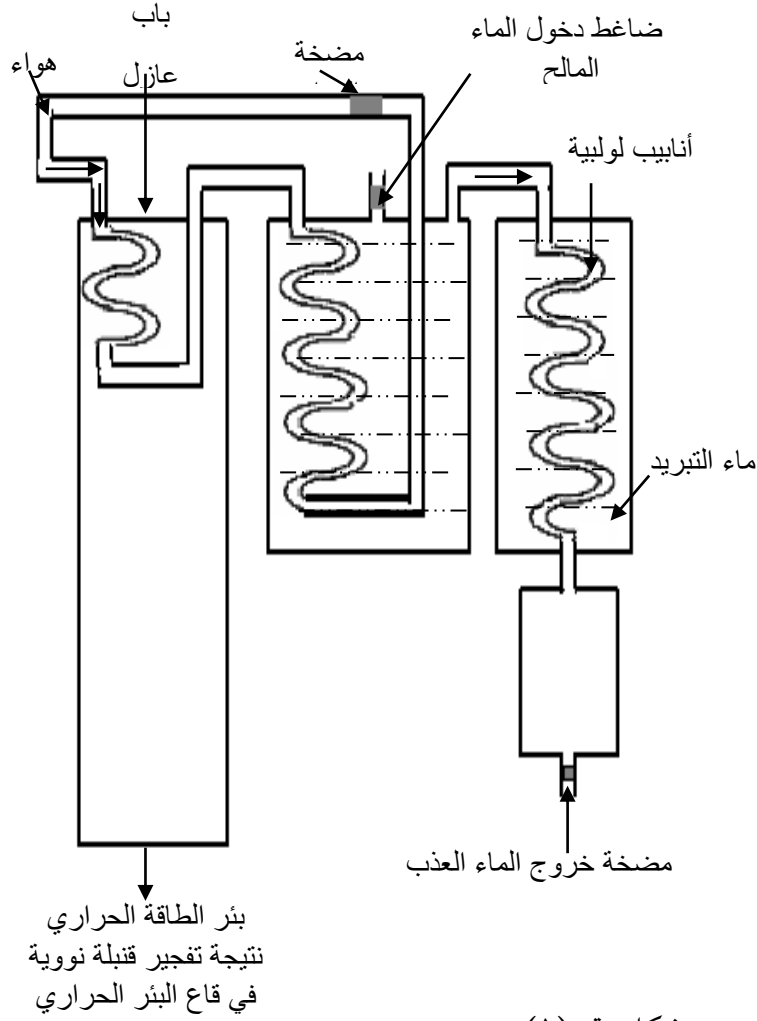 باب
عازل
هواء
مضخة
ضاغط دخول الماء
المالح
أنابيب لولبية
ماء التبريد
مضخة خروج الماء العذب
بئر الطاقة الحراري
نتيجة تفجير قنبلة نووية
في قاع البئر الحراري